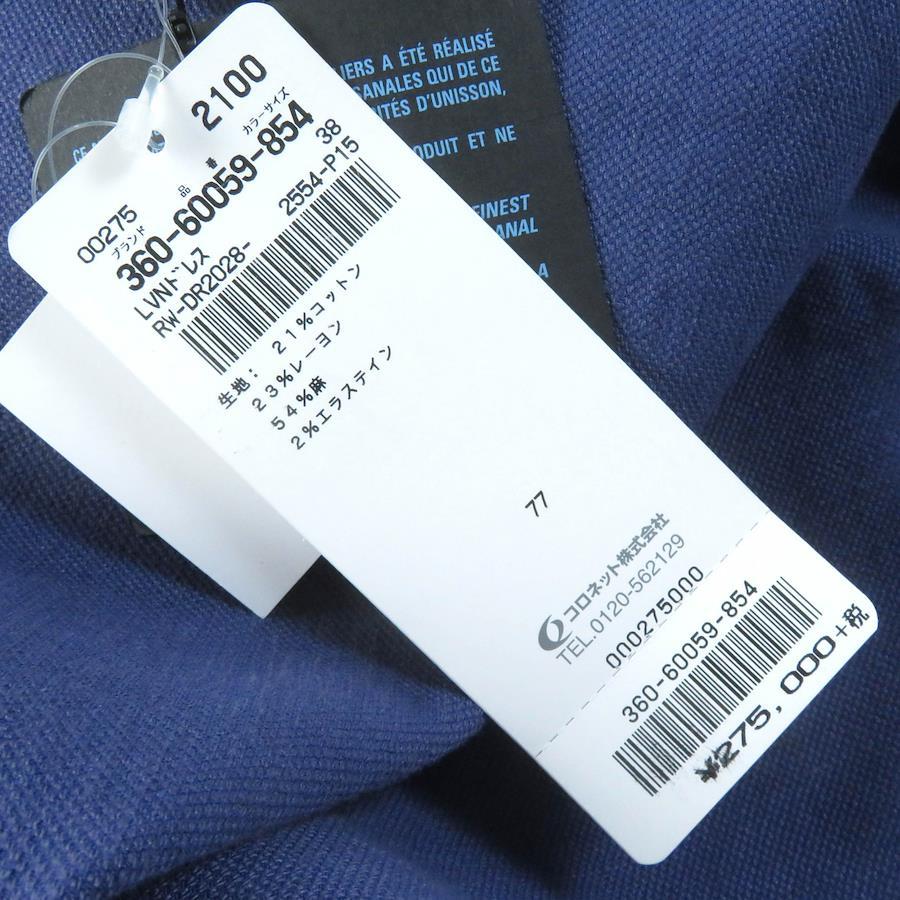 2100
00275
ブランド 品番 カラーサイズ
360-60059-854
LVNドレス 38
RW-DR2028- 2554-P15
生地: 21%コットン
23%レーヨン
54%麻
2%エラステイン
77
コロネット株式会社
TEL.0120-562129
000275000
360-60059-854
¥275,000+税
IERS A ÉTÉ RÉALISÉ
SANALES QUI DE CE
ITÉS D'UNISSON,
CE
ODUIT ET NE
FINEST
ANAL
A